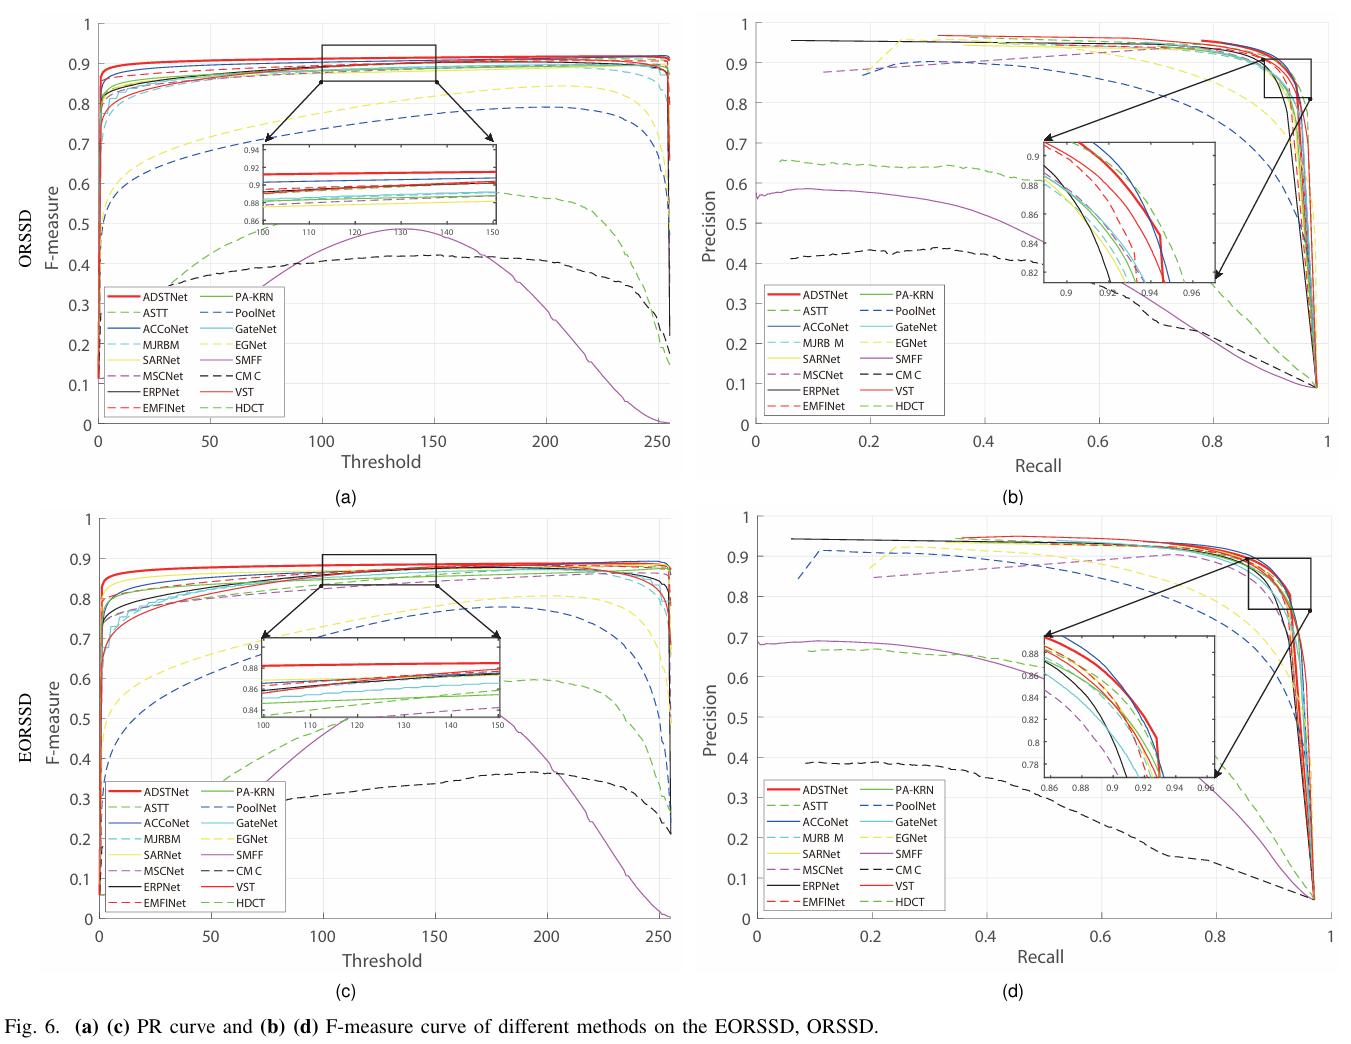 1
0.9
0.8
0.7
0.6
0.5
0.4
0.3
0.2
0.1
0
0 50 100 150 200 250
F-measure
ORSSD
Threshold
(a)
0.94
0.92
0.9
0.88
0.86
100 110 120 130 140 150
ADSTNet PA-KRN
ASTT PoolNet
ACCoNet GateNet
MJRBM EGNet
SARNet SMFF
MSCNet CM C
ERPNet VST
EMFINet HDCT
1
0.9
0.8
0.7
0.6
0.5
0.4
0.3
0.2
0.1
0
0 0.2 0.4 0.6 0.8 1
Precision
Recall
(b)
0.9
0.88
0.86
0.84
0.82
0.9 0.92 0.94 0.96
ADSTNet PA-KRN
ASTT PoolNet
ACCoNet GateNet
MJRB M EGNet
SARNet SMFF
MSCNet CM C
ERPNet VST
EMFINet HDCT
1
0.9
0.8
0.7
0.6
0.5
0.4
0.3
0.2
0.1
0
0 50 100 150 200 250
F-measure
EORSSD
Threshold
(c)
0.9
0.88
0.86
0.84
100 110 120 130 140 150
ADSTNet PA-KRN
ASTT PoolNet
ACCoNet GateNet
MJRBM EGNet
SARNet SMFF
MSCNet CM C
ERPNet VST
EMFINet HDCT
1
0.9
0.8
0.7
0.6
0.5
0.4
0.3
0.2
0.1
0
0 0.2 0.4 0.6 0.8 1
Precision
Recall
(d)
0.88
0.86
0.84
0.82
0.8
0.78
0.86 0.88 0.9 0.92 0.94 0.96
ADSTNet PA-KRN
ASTT PoolNet
ACCoNet GateNet
MJRB M EGNet
SARNet SMFF
MSCNet CM C
ERPNet VST
EMFINet HDCT
Fig. 6. (a) (c) PR curve and (b) (d) F-measure curve of different methods on the EORSSD, ORSSD.